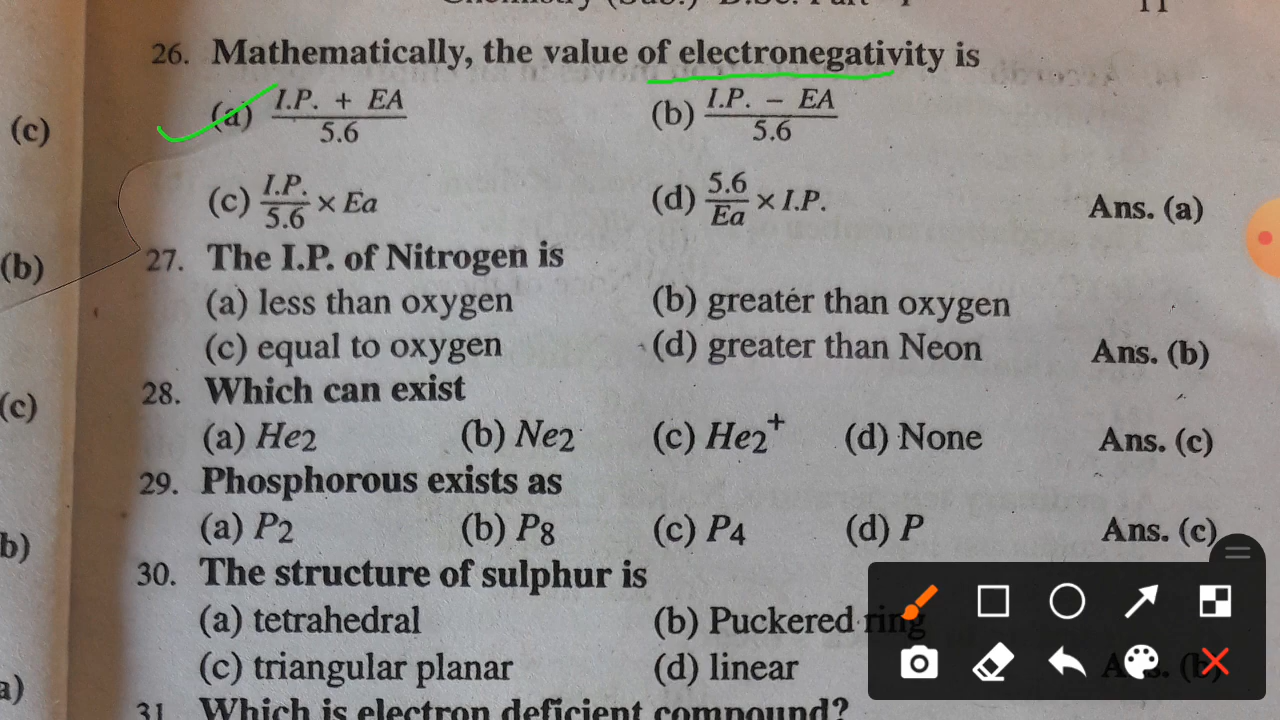 11
26. Mathematically, the value of electronegativity is
(a) I.P. + EA / 5.6 (b) I.P. − EA / 5.6
(c)
(c) I.P. / 5.6 × Ea (d) 5.6 / Ea × I.P. Ans. (a)
27. The I.P. of Nitrogen is
(b)
(a) less than oxygen (b) greater than oxygen
(c) equal to oxygen (d) greater than Neon Ans. (b)
28. Which can exist
(c)
(a) He2 (b) Ne2 (c) He2+ (d) None Ans. (c)
29. Phosphorous exists as
(a) P2 (b) P8 (c) P4 (d) P Ans. (c)
b)
30. The structure of sulphur is
(a) tetrahedral (b) Puckered ring
(c) triangular planar (d) linear
a)
31. Which is electron deficient compound?